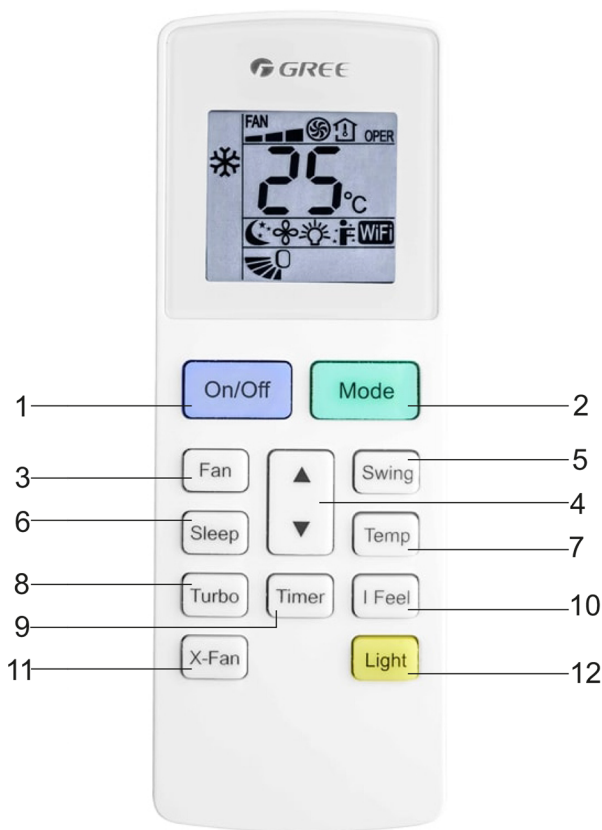 GREE
FAN
OPER
25°C
WiFi
On/Off Mode
1 2
Fan Swing
3 5
4
6
Sleep Temp
7
8
Turbo Timer I Feel
9 10
X-Fan Light
11 12